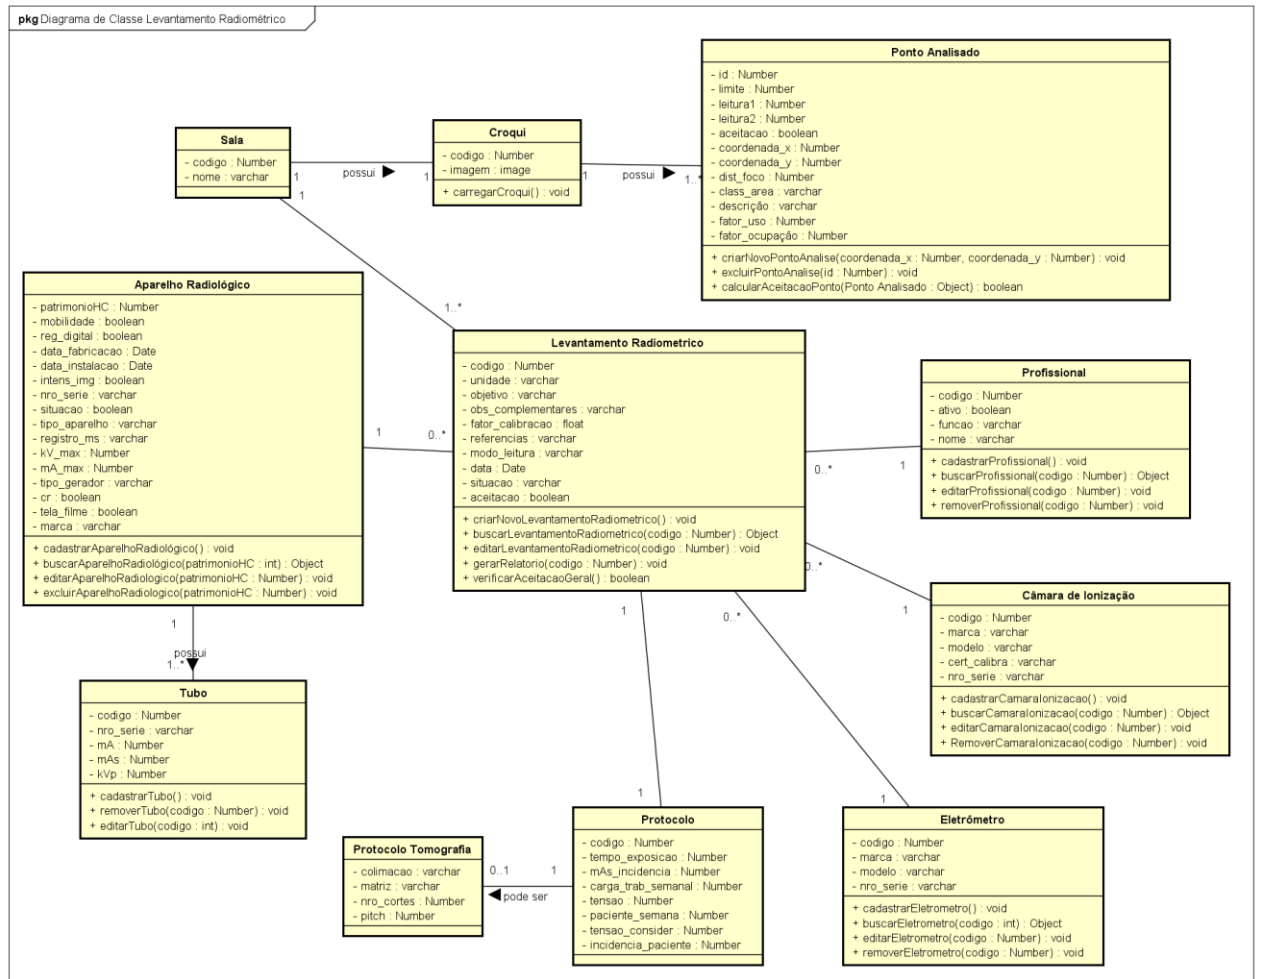 pkg Diagrama de Classe Levantamento Radiométrico
Ponto Analisado
- id : Number
- limite : Number
- leitura1 : Number
- leitura2 : Number
- aceitacao : boolean
- coordenada_x : Number
- coordenada_y : Number
- dist_foco : Number
- class_area : varchar
- descrição : varchar
- fator_uso : Number
- fator_ocupação : Number
+ criarNovoPontoAnalise(coordenada_x : Number, coordenada_y : Number) : void
+ excluirPontoAnalise(id : Number) : void
+ calcularAceitacaoPonto(Ponto Analisado : Object) : boolean
Sala
- codigo : Number
- nome : varchar
1
possui
1
Croqui
- codigo : Number
- imagem : image
+ carregarCroqui() : void
1
possui
1..*
1
1..*
Aparelho Radiológico
- patrimonioHC : Number
- mobilidade : boolean
- reg_digital : boolean
- data_fabricacao : Date
- data_instalacao : Date
- intens_img : boolean
- nro_serie : varchar
- situacao : boolean
- tipo_aparelho : varchar
- registro_ms : varchar
- kV_max : Number
- mA_max : Number
- tipo_gerador : varchar
- cr : boolean
- tela_filme : boolean
- marca : varchar
+ cadastrarAparelhoRadiológico() : void
+ buscarAparelhoRadiológico(patrimonioHC : int) : Object
+ editarAparelhoRadiologico(patrimonioHC : Number) : void
+ excluirAparelhoRadiologico(patrimonioHC : Number) : void
1
0..*
Levantamento Radiometrico
- codigo : Number
- unidade : varchar
- objetivo : varchar
- obs_complementares : varchar
- fator_calibracao : float
- referencias : varchar
- modo_leitura : varchar
- data : Date
- situacao : varchar
- aceitacao : boolean
+ criarNovoLevantamentoRadiometrico() : void
+ buscarLevantamentoRadiometrico(codigo : Number) : Object
+ editarLevantamentoRadiometrico(codigo : Number) : void
+ gerarRelatorio(codigo : Number) : void
+ verificarAceitacaoGeral() : boolean
0..*
1
Profissional
- codigo : Number
- ativo : boolean
- funcao : varchar
- nome : varchar
+ cadastrarProfissional() : void
+ buscarProfissional(codigo : Number) : Object
+ editarProfissional(codigo : Number) : void
+ removerProfissional(codigo : Number) : void
0..*
1
Câmara de Ionização
- codigo : Number
- marca : varchar
- modelo : varchar
- cert_calibra : varchar
- nro_serie : varchar
+ cadastrarCamaraIonizacao() : void
+ buscarCamaraIonizacao(codigo : Number) : Object
+ editarCamaraIonizacao(codigo : Number) : void
+ RemoverCamaraIonizacao(codigo : Number) : void
1
possui
1..*
Tubo
- codigo : Number
- nro_serie : varchar
- mA : Number
- mAs : Number
- kVp : Number
+ cadastrarTubo() : void
+ removerTubo(codigo : Number) : void
+ editarTubo(codigo : int) : void
1
1
0..*
1
Protocolo Tomografia
- colimacao : varchar
- matriz : varchar
- nro_cortes : Number
- pitch : Number
0..1
1
pode ser
Protocolo
- codigo : Number
- tempo_exposicao : Number
- mAs_incidencia : Number
- carga_trab_semanal : Number
- tensao : Number
- paciente_semana : Number
- tensao_consider : Number
- incidencia_paciente : Number
Eletrômetro
- codigo : Number
- marca : varchar
- modelo : varchar
- nro_serie : varchar
+ cadastrarEletrometro() : void
+ buscarEletrometro(codigo : int) : Object
+ editarEletrometro(codigo : Number) : void
+ removerEletrometro(codigo : Number) : void